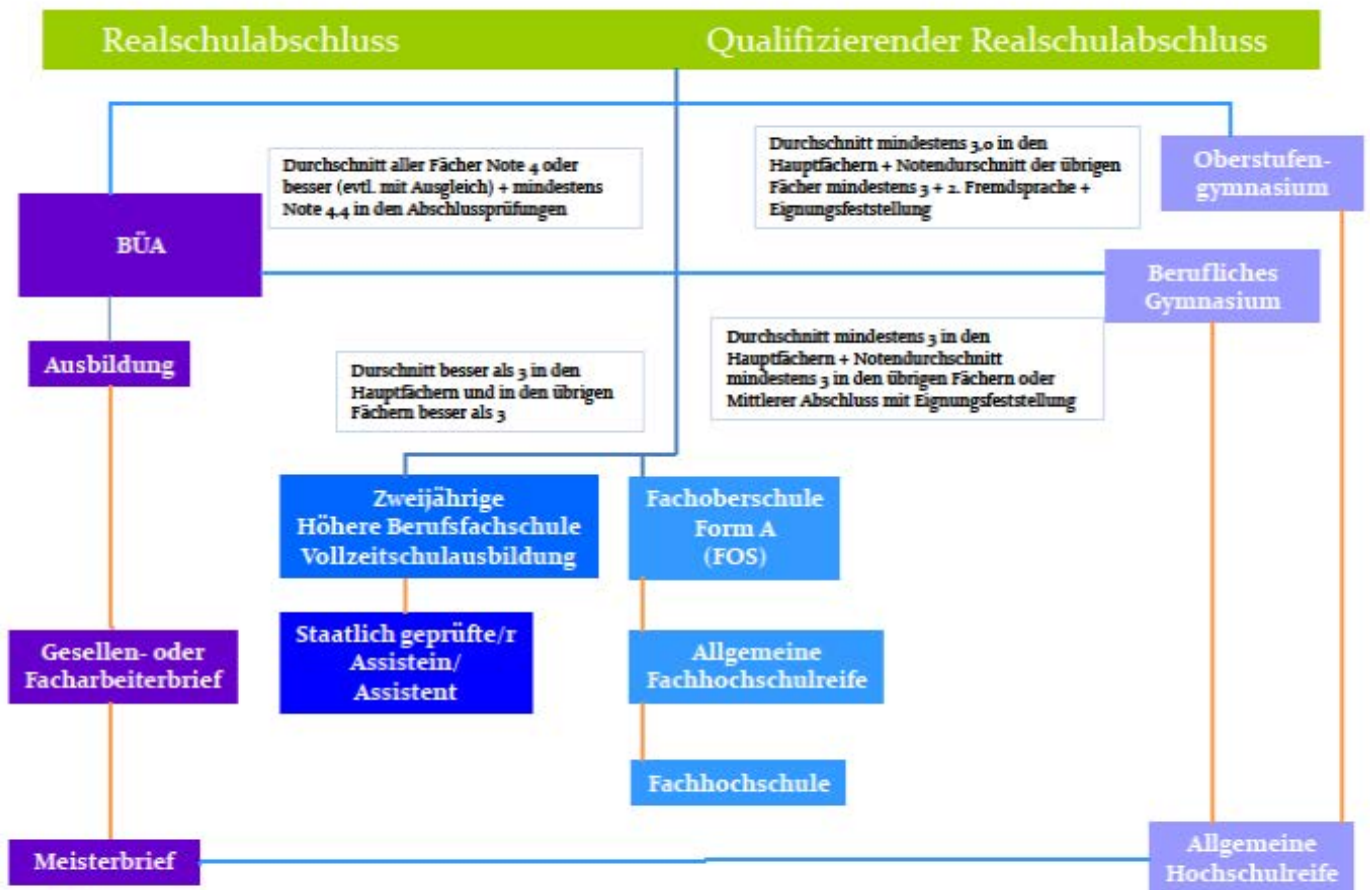 Realschulabschluss
Qualifizierender Realschulabschluss
Durchschnitt aller Fächer Note 4 oder
besser (evtl. mit Ausgleich) + mindestens
Note 4,4 in den Abschlussprüfungen
Durchschnitt mindestens 3,0 in den
Hauptfächern + Notendurschnitt der übrigen
Fächer mindestens 3 + 2. Fremdsprache +
Eignungsfeststellung
Oberstufen-
gymnasium
BÜA
Berufliches
Gymnasium
Ausbildung
Durschnitt besser als 3 in den
Hauptfächern und in den übrigen
Fächern besser als 3
Durchschnitt mindestens 3 in den
Hauptfächern + Notendurchschnitt
mindestens 3 in den übrigen Fächern oder
Mittlerer Abschluss mit Eignungsfeststellung
Zweijährige
Höhere Berufsfachschule
Vollzeitschulausbildung
Fachoberschule
Form A
(FOS)
Gesellen- oder
Facharbeiterbrief
Staatlich geprüfte/r
Assistein/
Assistent
Allgemeine
Fachhochschulreife
Fachhochschule
Meisterbrief
Allgemeine
Hochschulreife